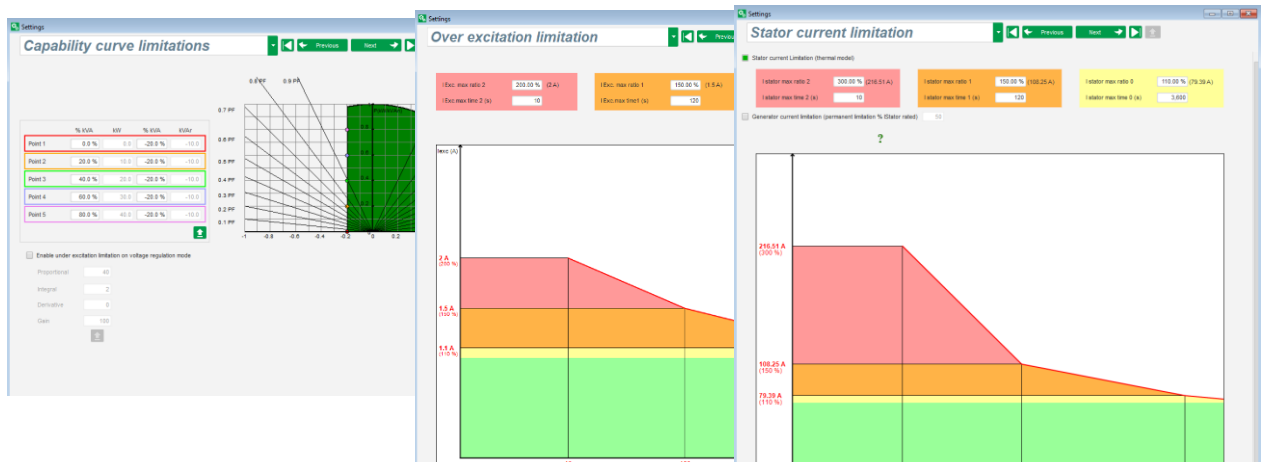 Settings
Capability curve limitations
Previous
Next
0.8 PF
0.9 PF
0.7 PF
0.6 PF
0.5 PF
0.4 PF
0.3 PF
0.2 PF
0.1 PF
-1 -0.8 -0.6 -0.4 -0.2 0 0.2
% kVA kW % kVA kVAr
Point 1 0.0 % 0.0 -20.0 % -10.0
Point 2 20.0 % 10.0 -20.0 % -10.0
Point 3 40.0 % 20.0 -20.0 % -10.0
Point 4 60.0 % 30.0 -20.0 % -10.0
Point 5 80.0 % 40.0 -20.0 % -10.0
Enable under excitation limitation on voltage regulation mode
Proportional 40
Integral 2
Derivative 0
Gain 100
Settings
Over excitation limitation
Previou
I Exc. max ratio 2 200.00 % (2 A)
I Exc.max time 2 (s) 10
I Exc. max ratio 1 150.00 % (1.5 A)
I Exc.max time1 (s) 120
Iexc (A)
2 A
(200 %)
1.5 A
(150 %)
1.1 A
(110 %)
Settings
Stator current limitation
Previous
Next
Stator current Limitation (thermal model)
I stator max ratio 2 300.00 % (216.51 A)
I stator max time 2 (s) 10
I stator max ratio 1 150.00 % (108.25 A)
I stator max time 1 (s) 120
I stator max ratio 0 110.00 % (79.39 A)
I stator max time 0 (s) 3,600
Generator current limitation (permanent limitation % IStator rated)
?
216.51 A
(200 %)
108.25 A
(150 %)
79.39 A
(110 %)